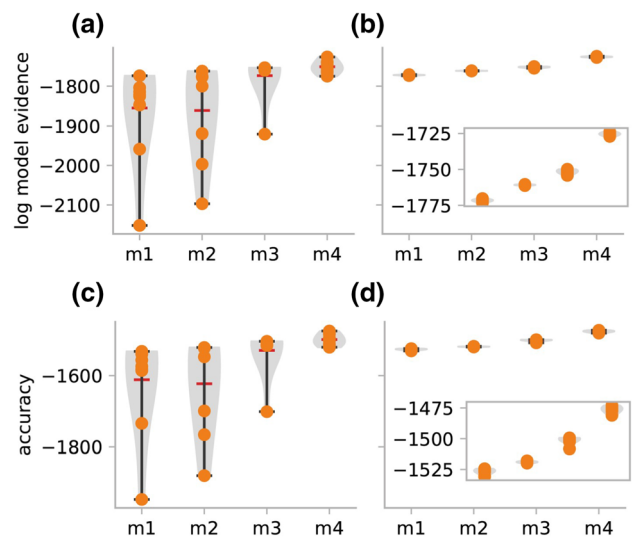 (a)
(b)
log model evidence
−1800
−1900
−2000
−2100
m1 m2 m3 m4
−1725
−1750
−1775
m1 m2 m3 m4
(c)
(d)
accuracy
−1600
−1800
m1 m2 m3 m4
−1475
−1500
−1525
m1 m2 m3 m4